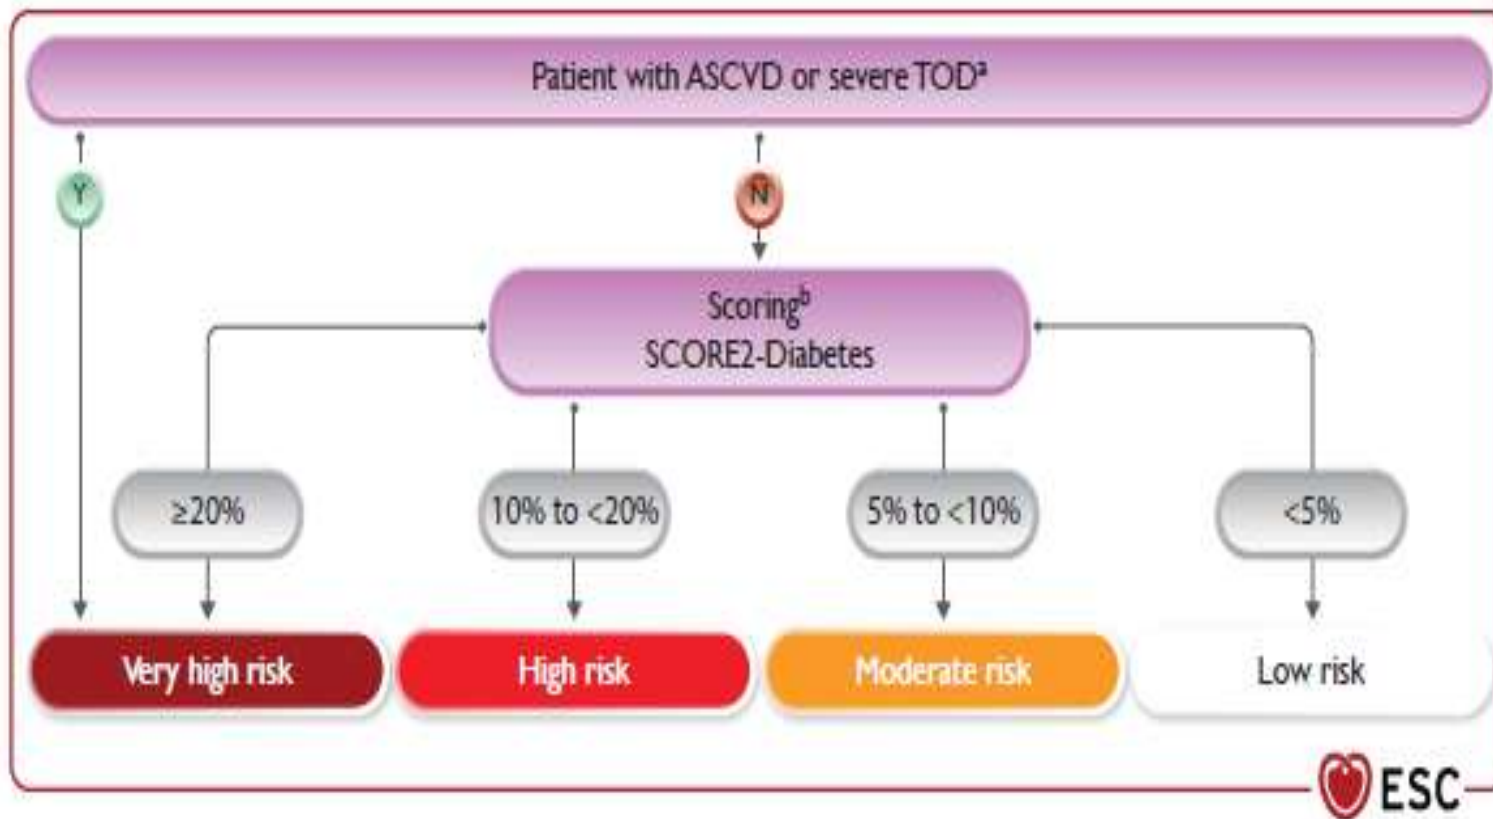 Patient with ASCVD or severe TODᵃ
Y
N
Scoringᵇ
SCORE2-Diabetes
≥20%
10% to <20%
5% to <10%
<5%
Very high risk
High risk
Moderate risk
Low risk
ESC